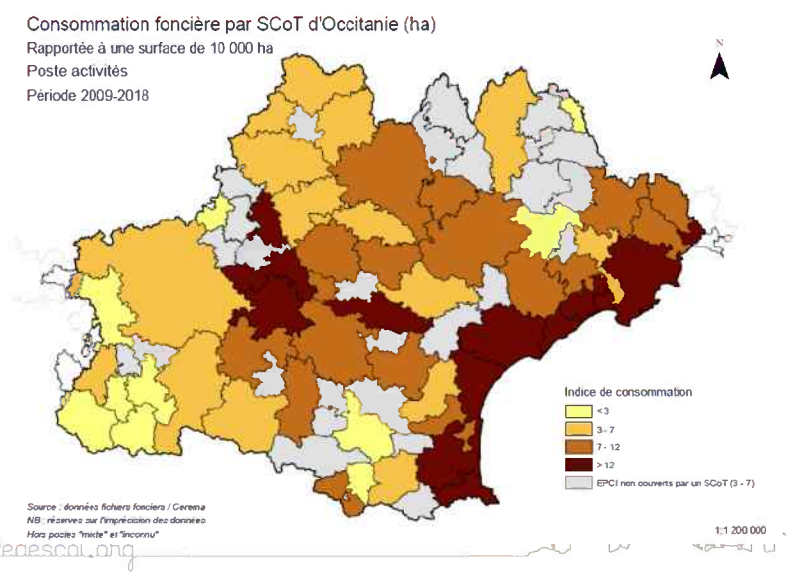 Consommation foncière par SCoT d'Occitanie (ha)
Rapportée à une surface de 10 000 ha
Poste activités
Période 2009-2018
N
Indice de consommation
< 3
3 - 7
7 - 12
> 12
EPCI non couverts par un SCoT (3 - 7)
Source : données fichiers fonciers / Cerema
NB : réserves sur l'imprécision des données
Hors postes "mixte" et "inconnu"
1:1 200 000